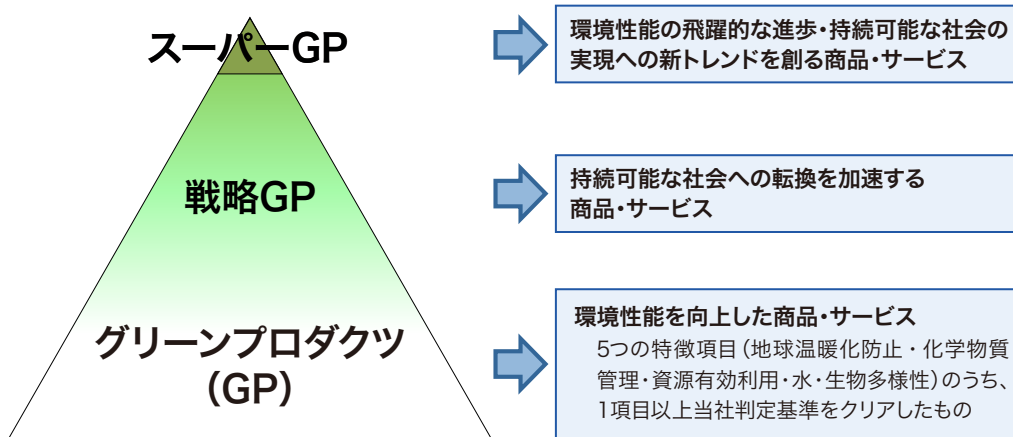 スーパーGP
環境性能の飛躍的な進歩・持続可能な社会の
実現への新トレンドを創る商品・サービス
戦略GP
持続可能な社会への転換を加速する
商品・サービス
グリーンプロダクツ
(GP)
環境性能を向上した商品・サービス
5つの特徴項目(地球温暖化防止・化学物質
管理・資源有効利用・水・生物多様性)のうち、
1項目以上当社判定基準をクリアしたもの